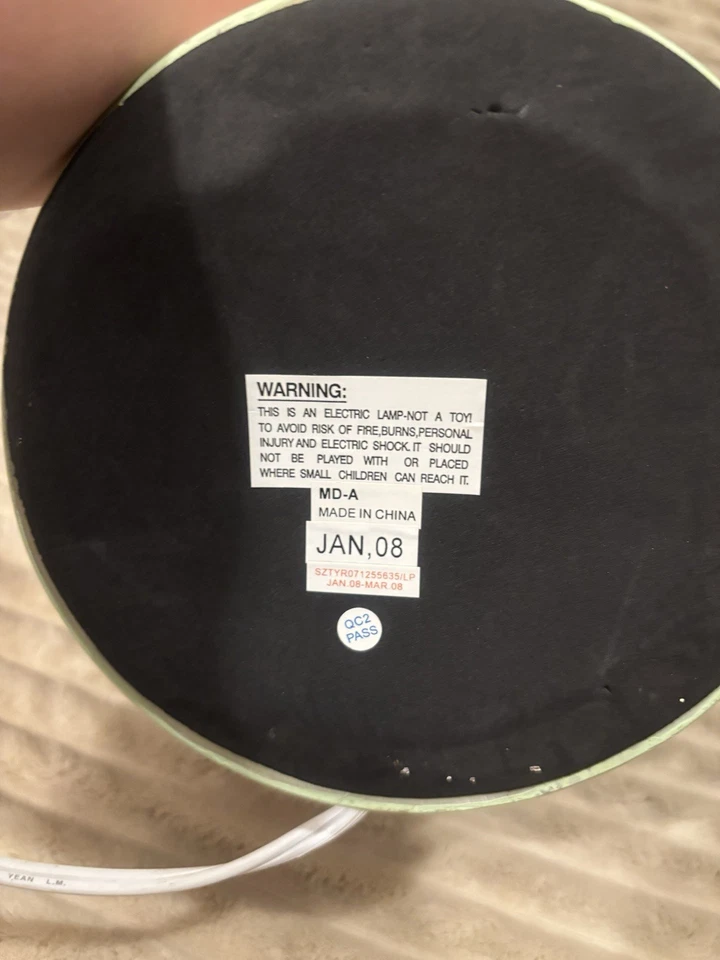 WARNING:
THIS IS AN ELECTRIC LAMP-NOT A TOY!
TO AVOID RISK OF FIRE,BURNS,PERSONAL
INJURY AND ELECTRIC SHOCK.IT SHOULD
NOT BE PLAYED WITH OR PLACED
WHERE SMALL CHILDREN CAN REACH IT.
MD-A
MADE IN CHINA
JAN,08
SZTYR071255635/LP
JAN.08-MAR.08
QC2
PASS
YEAN L.M.